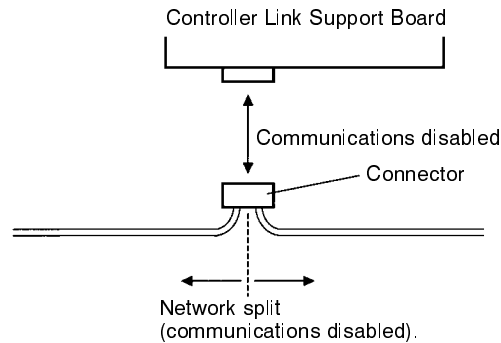 Controller Link Support Board
Communications disabled
Connector
Network split
(communications disabled).